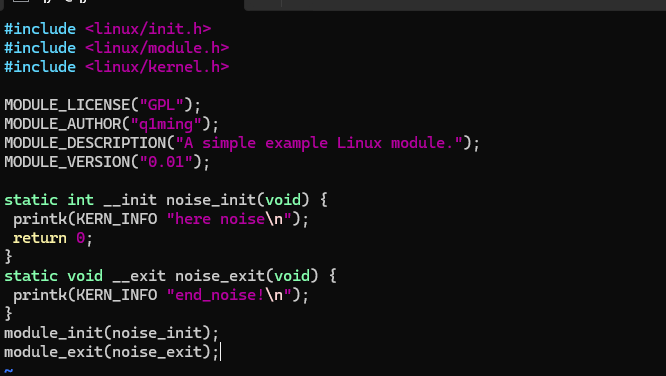 #include <linux/init.h>
#include <linux/module.h>
#include <linux/kernel.h>

MODULE_LICENSE("GPL");
MODULE_AUTHOR("q1ming");
MODULE_DESCRIPTION("A simple example Linux module.");
MODULE_VERSION("0.01");

static int __init noise_init(void) {
 printk(KERN_INFO "here noise\n");
 return 0;
}
static void __exit noise_exit(void) {
 printk(KERN_INFO "end_noise!\n");
}
module_init(noise_init);
module_exit(noise_exit);
~